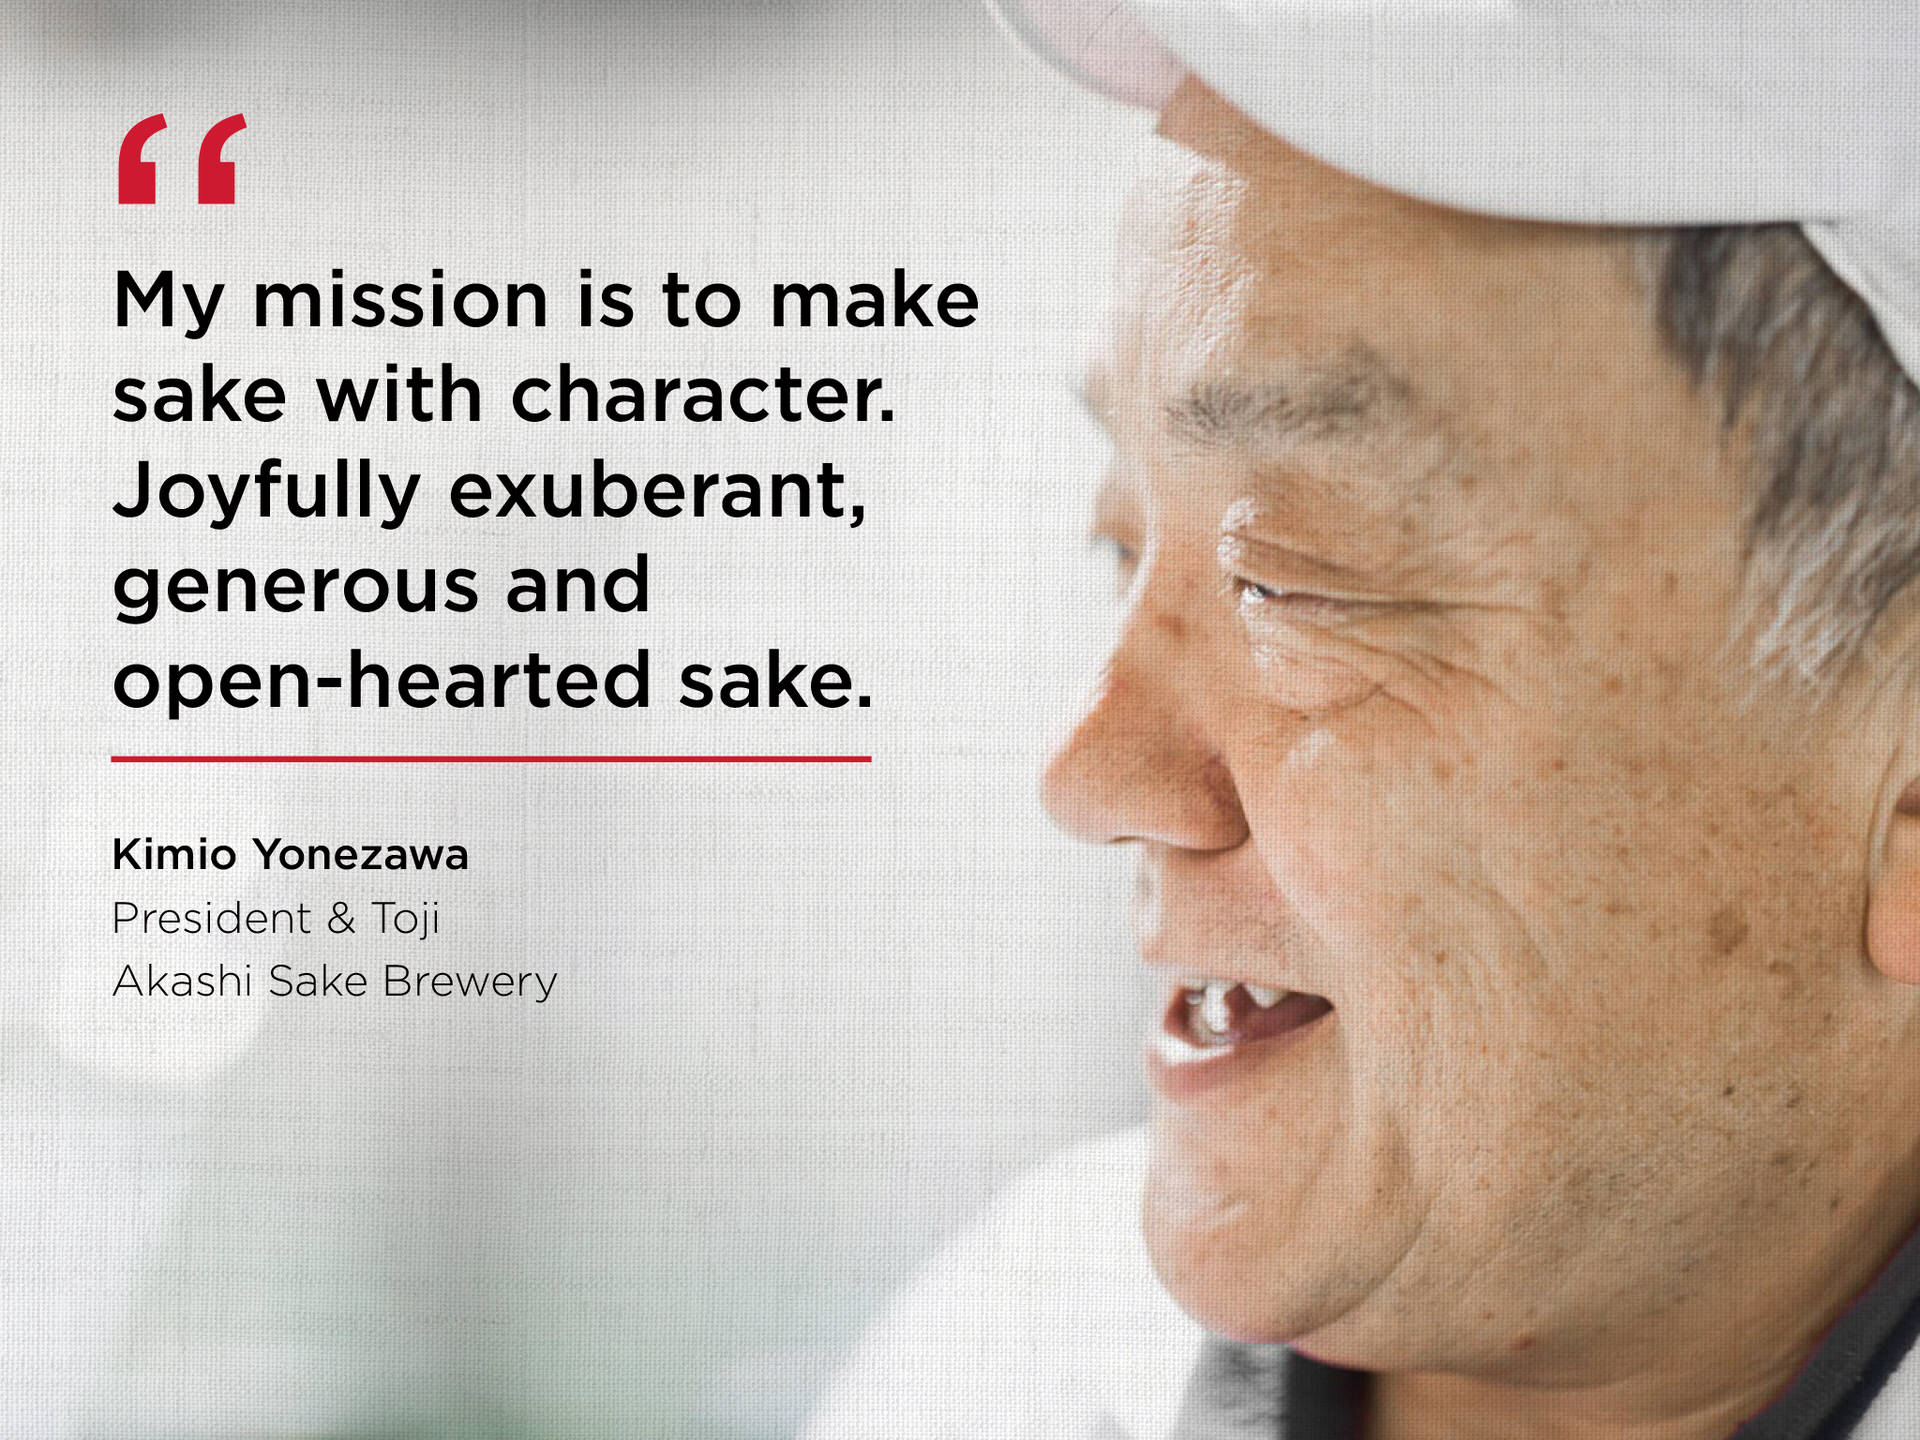 “
My mission is to make
sake with character.
Joyfully exuberant,
generous and
open-hearted sake.
Kimio Yonezawa
President & Toji
Akashi Sake Brewery